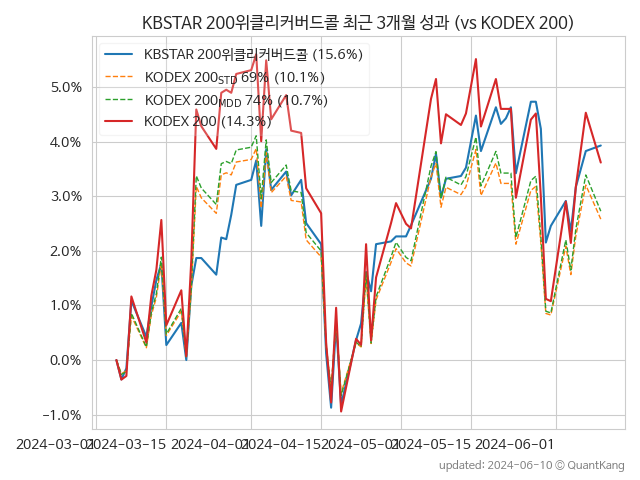 KBSTAR 200위클리커버드콜 최근 3개월 성과 (vs KODEX 200)
KBSTAR 200위클리커버드콜 (15.6%)
KODEX 200STD 69% (10.1%)
KODEX 200MDD 74% (10.7%)
KODEX 200 (14.3%)
5.0%
4.0%
3.0%
2.0%
1.0%
0.0%
−1.0%
2024-03-01 2024-03-15 2024-04-01 2024-04-15 2024-05-01 2024-05-15 2024-06-01
updated: 2024-06-10 © QuantKang